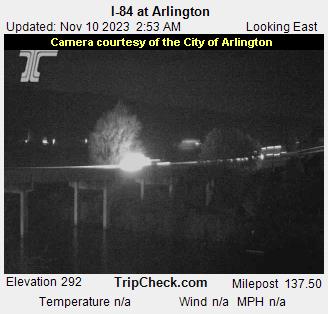 I-84 at Arlington
Updated: Nov 10 2023 2:53 AM Looking East
Camera courtesy of the City of Arlington
Elevation 292 TripCheck.com Milepost 137.50
Temperature n/a Wind n/a MPH n/a